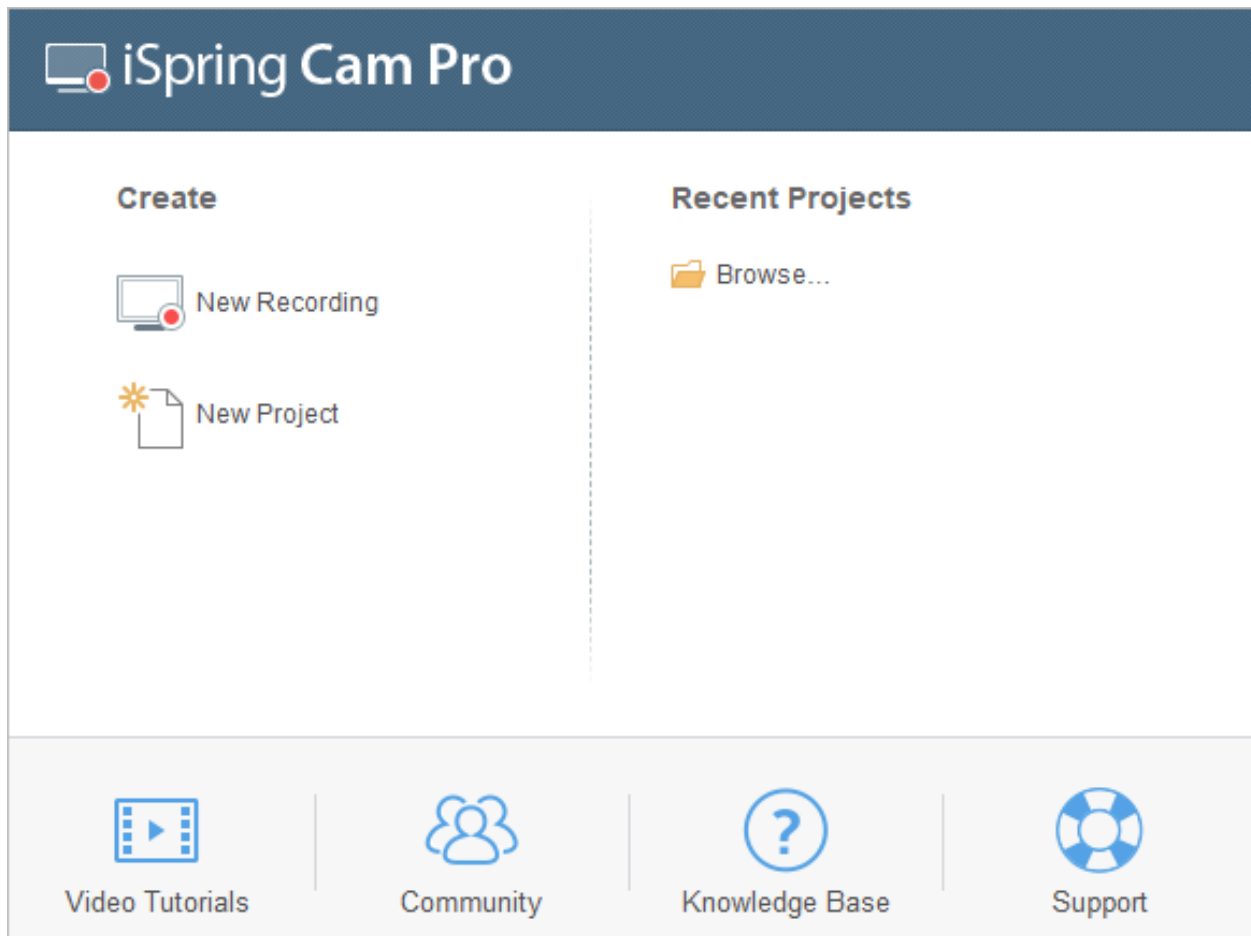 iSpring Cam Pro
Create
New Recording
New Project
Recent Projects
Browse...
Video Tutorials
Community
Knowledge Base
Support